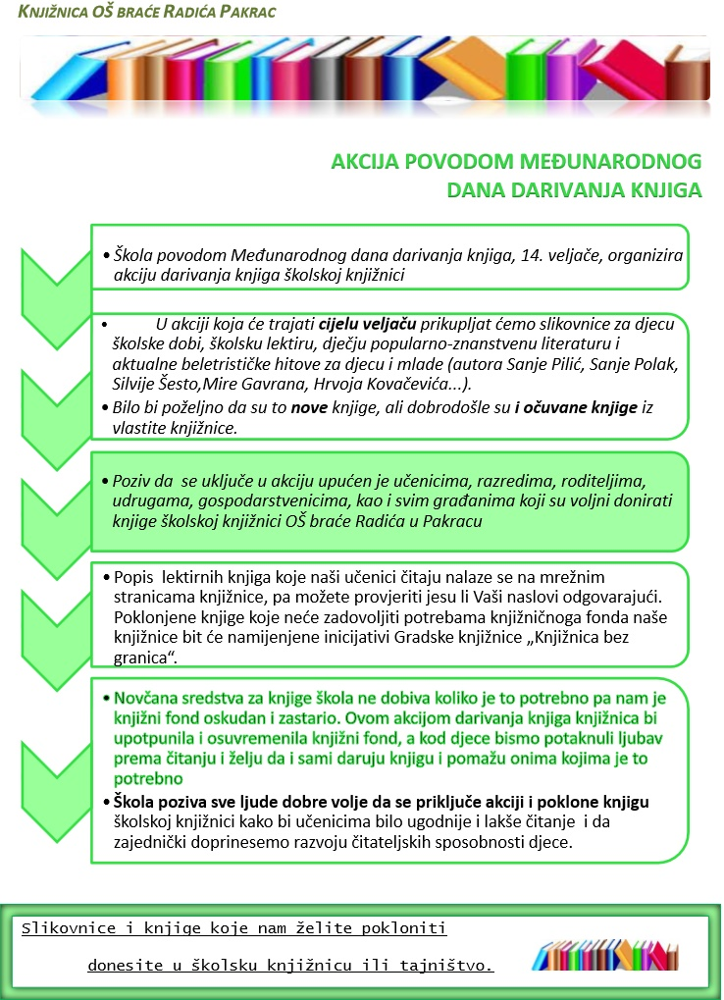 KNJIŽNICA OŠ BRAĆE RADIĆA PAKRAC
AKCIJA POVODOM MEĐUNARODNOG
DANA DARIVANJA KNJIGA
• Škola povodom Međunarodnog dana darivanja knjiga, 14. veljače, organizira
akciju darivanja knjiga školskoj knjižnici
• U akciji koja će trajati cijelu veljaču prikupljat ćemo slikovnice za djecu
školske dobi, školsku lektiru, dječju popularno-znanstvenu literaturu i
aktualne beletrističke hitove za djecu i mlade (autora Sanje Pilić, Sanje Polak,
Silvije Šesto,Mire Gavrana, Hrvoja Kovačevića...).
• Bilo bi poželjno da su to nove knjige, ali dobrodošle su i očuvane knjige iz
vlastite knjižnice.
• Poziv da  se uključe u akciju upućen je učenicima, razredima, roditeljima,
udrugama, gospodarstvenicima, kao i svim građanima koji su voljni donirati
knjige školskoj knjižnici OŠ braće Radića u Pakracu
• Popis  lektirnih knjiga koje naši učenici čitaju nalaze se na mrežnim
stranicama knjižnice, pa možete provjeriti jesu li Vaši naslovi odgovarajući.
Poklonjene knjige koje neće zadovoljiti potrebama knjižničnoga fonda naše
knjižnice bit će namijenjene inicijativi Gradske knjižnice „Knjižnica bez
granica“.
• Novčana sredstva za knjige škola ne dobiva koliko je to potrebno pa nam je
knjižni fond oskudan i zastario. Ovom akcijom darivanja knjiga knjižnica bi
upotpunila i osuvremenila knjižni fond, a kod djece bismo potaknuli ljubav
prema čitanju i želju da i sami daruju knjigu i pomažu onima kojima je to
potrebno
• Škola poziva sve ljude dobre volje da se priključe akciji i poklone knjigu
školskoj knjižnici kako bi učenicima bilo ugodnije i lakše čitanje  i da
zajednički doprinesemo razvoju čitateljskih sposobnosti djece.
Slikovnice i knjige koje nam želite pokloniti
donesite u školsku knjižnicu ili tajništvo.